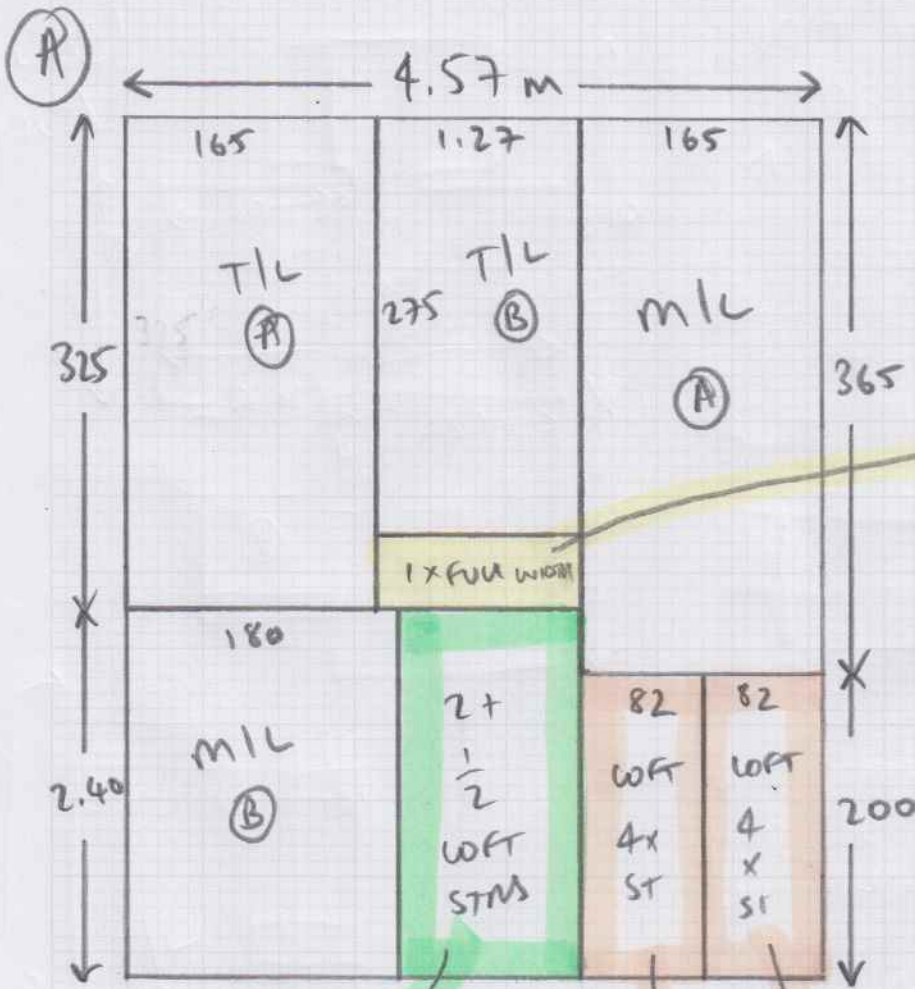 A
4.57 m
165
1.27
165
T/L
A
T/L
B
M/L
A
275
325
365
1 x FULL WIDTH
180
M/L
B
2.40
2 +
1/2
LOFT
STRS
82
LOFT
4x
ST
82
LOFT
4
x
ST
200